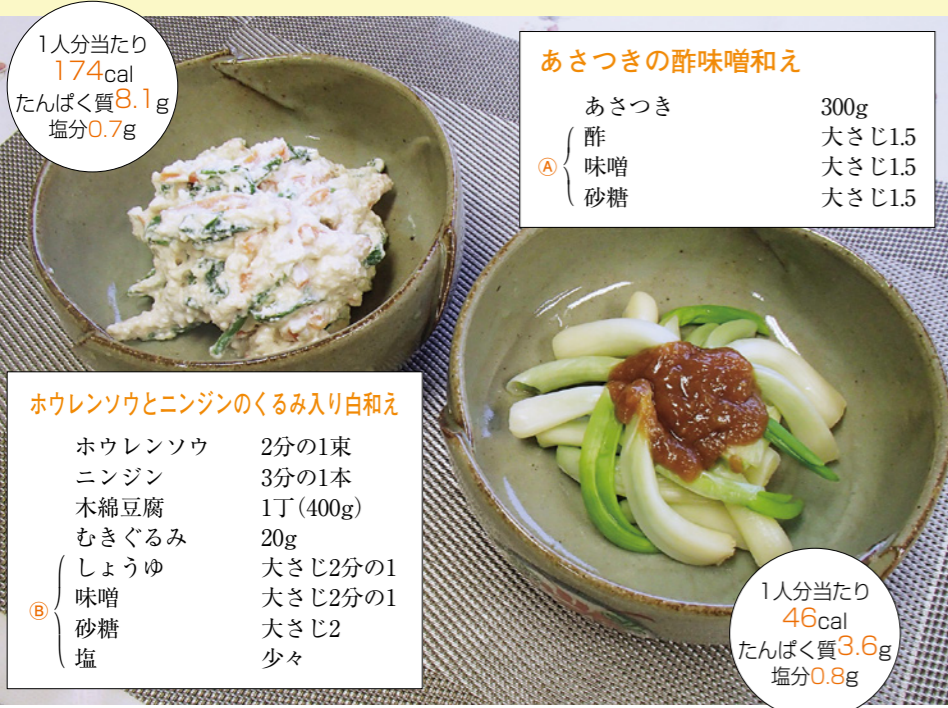 1人分当たり
174cal
たんぱく質8.1g
塩分0.7g
あさつきの酢味噌和え
あさつき 300g
Ⓐ
酢 大さじ1.5
味噌 大さじ1.5
砂糖 大さじ1.5
ホウレンソウとニンジンのくるみ入り白和え
ホウレンソウ 2分の1束
ニンジン 3分の1本
木綿豆腐 1丁(400g)
むきぐるみ 20g
Ⓑ
しょうゆ 大さじ2分の1
味噌 大さじ2分の1
砂糖 大さじ2
塩 少々
1人分当たり
46cal
たんぱく質3.6g
塩分0.8g